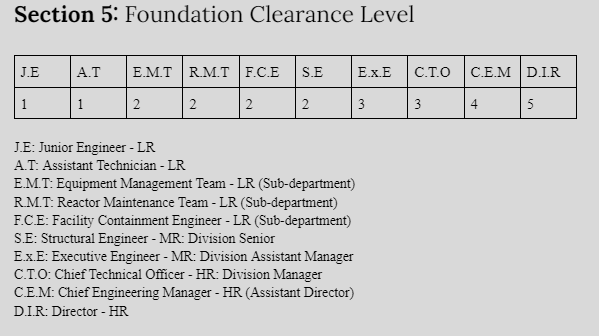 Section 5: Foundation Clearance Level
J.E A.T E.M.T R.M.T F.C.E S.E E.x.E C.T.O C.E.M D.I.R
1 1 2 2 2 2 3 3 4 5
J.E: Junior Engineer - LR
A.T: Assistant Technician - LR
E.M.T: Equipment Management Team - LR (Sub-department)
R.M.T: Reactor Maintenance Team - LR (Sub-department)
F.C.E: Facility Containment Engineer - LR (Sub-department)
S.E: Structural Engineer - MR: Division Senior
E.x.E: Executive Engineer - MR: Division Assistant Manager
C.T.O: Chief Technical Officer - HR: Division Manager
C.E.M: Chief Engineering Manager - HR (Assistant Director)
D.I.R: Director - HR